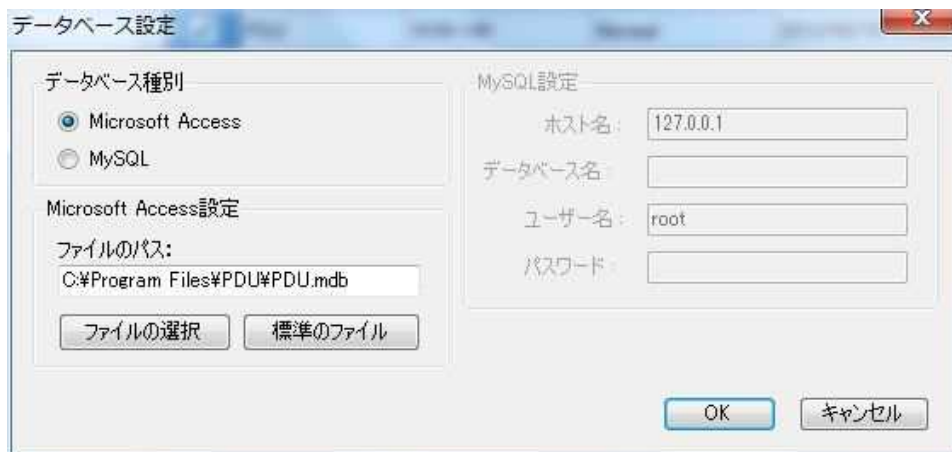 データベース設定
データベース種別
Microsoft Access
MySQL
Microsoft Access設定
ファイルのパス:
C:¥Program Files¥PDU¥PDU.mdb
ファイルの選択
標準のファイル
MySQL設定
ホスト名:
127.0.0.1
データベース名
ユーザー名:
root
パスワード
OK
キャンセル